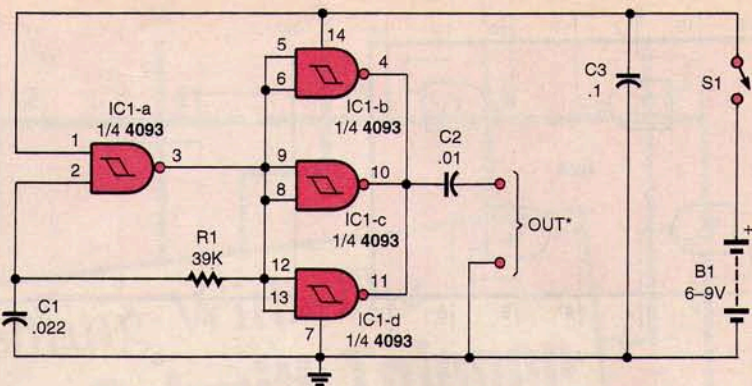 IC1-a
1/4 4093
1
2
3
5
6
14
4
IC1-b
1/4 4093
9
8
10
IC1-c
1/4 4093
12
13
11
7
IC1-d
1/4 4093
R1
39K
C1
.022
C2
.01
OUT*
C3
.1
S1
+
B1
6–9V